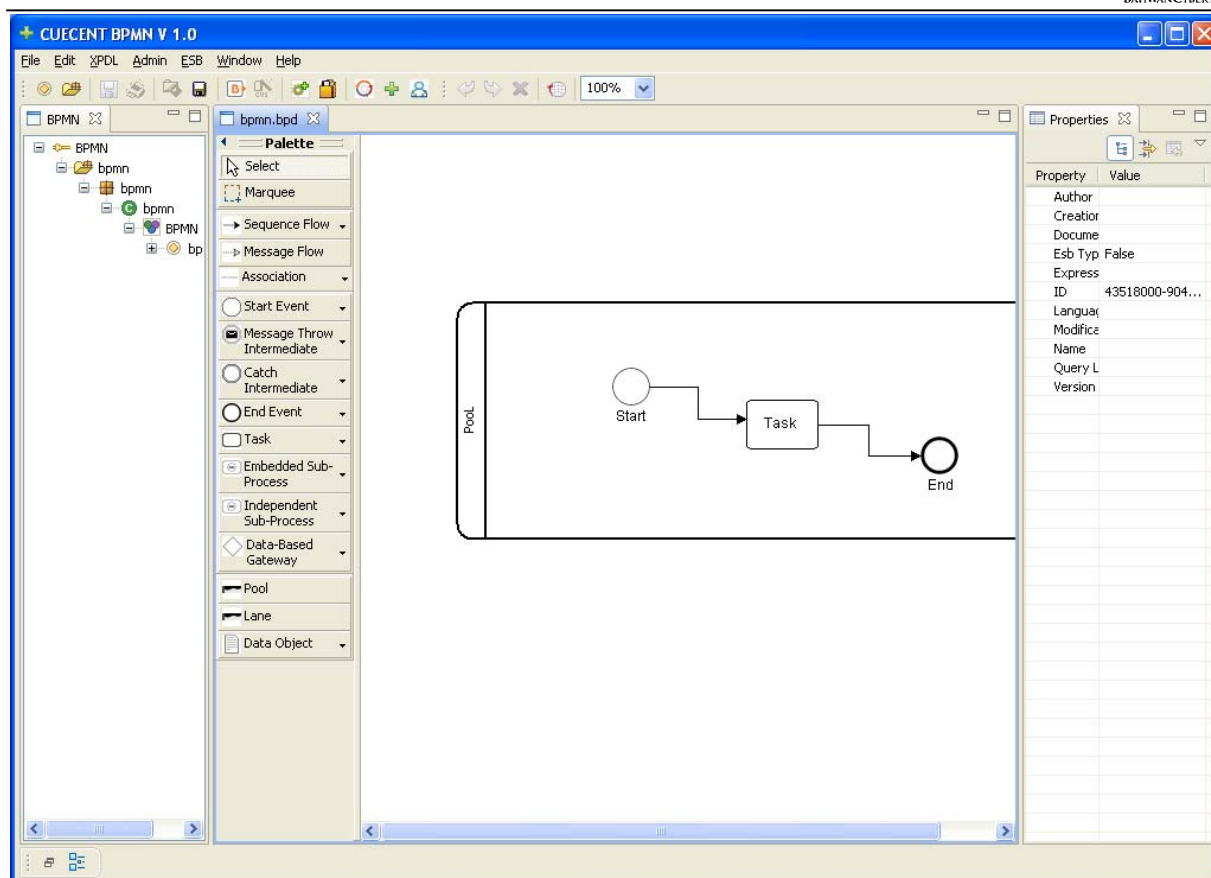 CUECENT BPMN V 1.0
File Edit XPDL Admin ESB Window Help
100%
BPMN
BPMN
bpmn
bpmn
bpmn
BPMN
bp
bpmn.bpd
Palette
Select
Marquee
Sequence Flow
Message Flow
Association
Start Event
Message Throw
Intermediate
Catch
Intermediate
End Event
Task
Embedded Sub-
Process
Independent
Sub-Process
Data-Based
Gateway
Pool
Lane
Data Object
PooL
Start
Task
End
Properties
Property Value
Author
Creatior
Docume
Esb Typ False
Express
ID 43518000-904...
Languag
Modifica
Name
Query L
Version